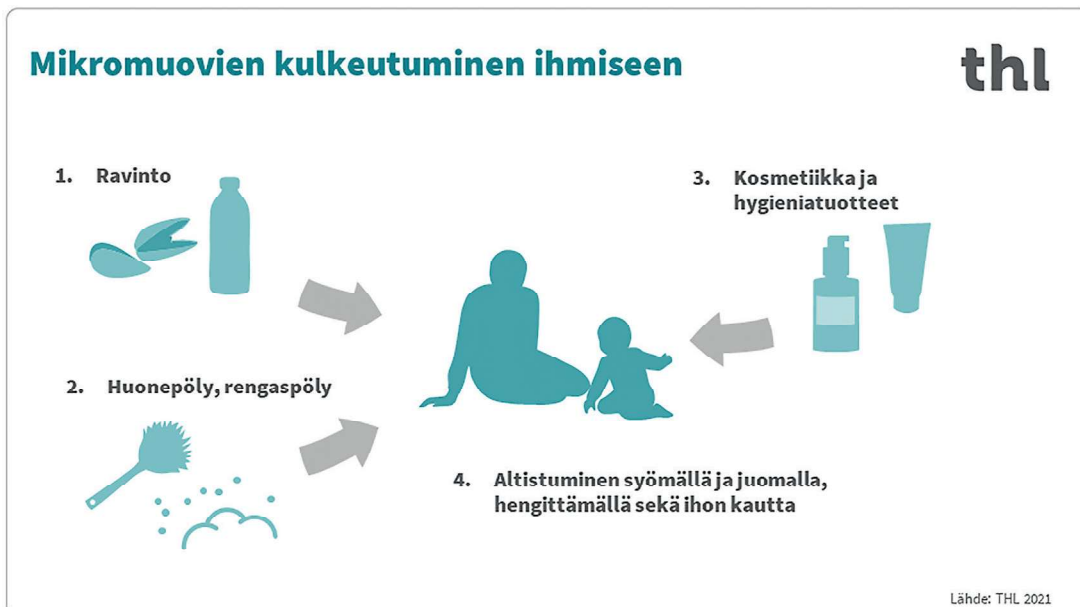 Mikromuovien kulkeutuminen ihmiseen
thl
1. Ravinto
2. Huonepöly, rengaspöly
3. Kosmetiikka ja
hygieniatuotteet
4. Altistuminen syömällä ja juomalla,
hengittämällä sekä ihon kautta
Lähde: THL 2021